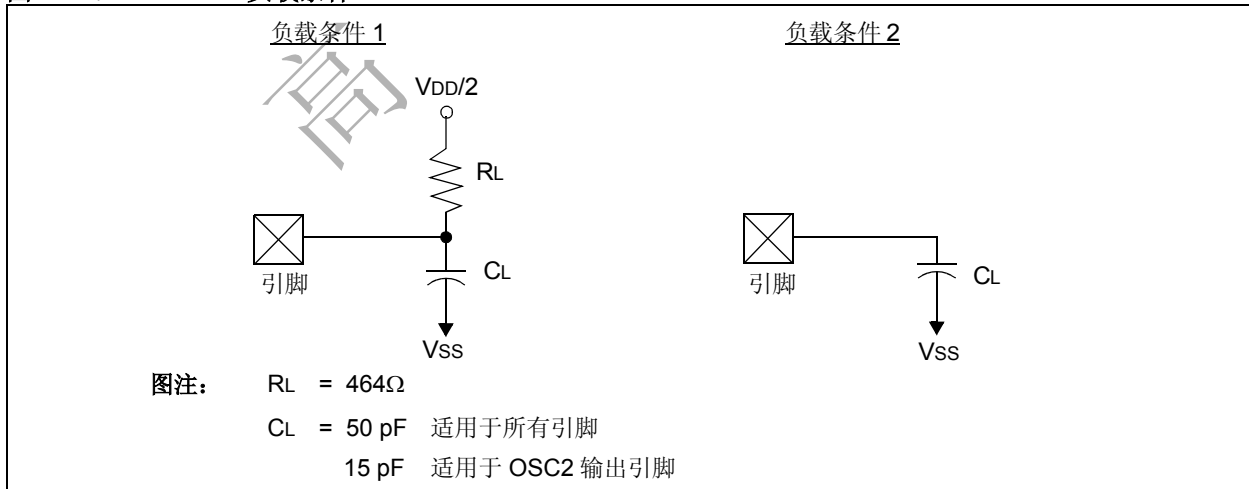 负载条件 1
负载条件 2
高
VDD/2
RL
CL
引脚
VSS
CL
引脚
VSS
图注： RL = 464Ω
CL = 50 pF 适用于所有引脚
15 pF 适用于 OSC2 输出引脚